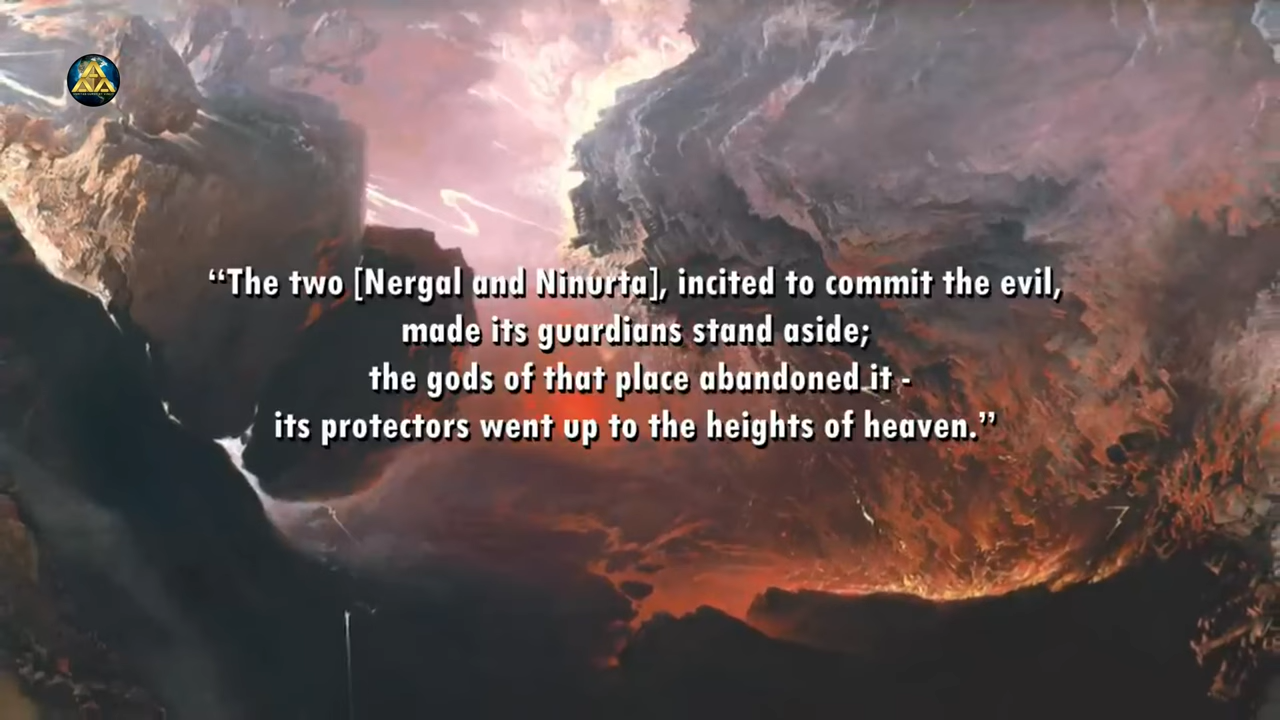 “The two [Nergal and Ninurta], incited to commit the evil,
made its guardians stand aside;
the gods of that place abandoned it -
its protectors went up to the heights of heaven.”